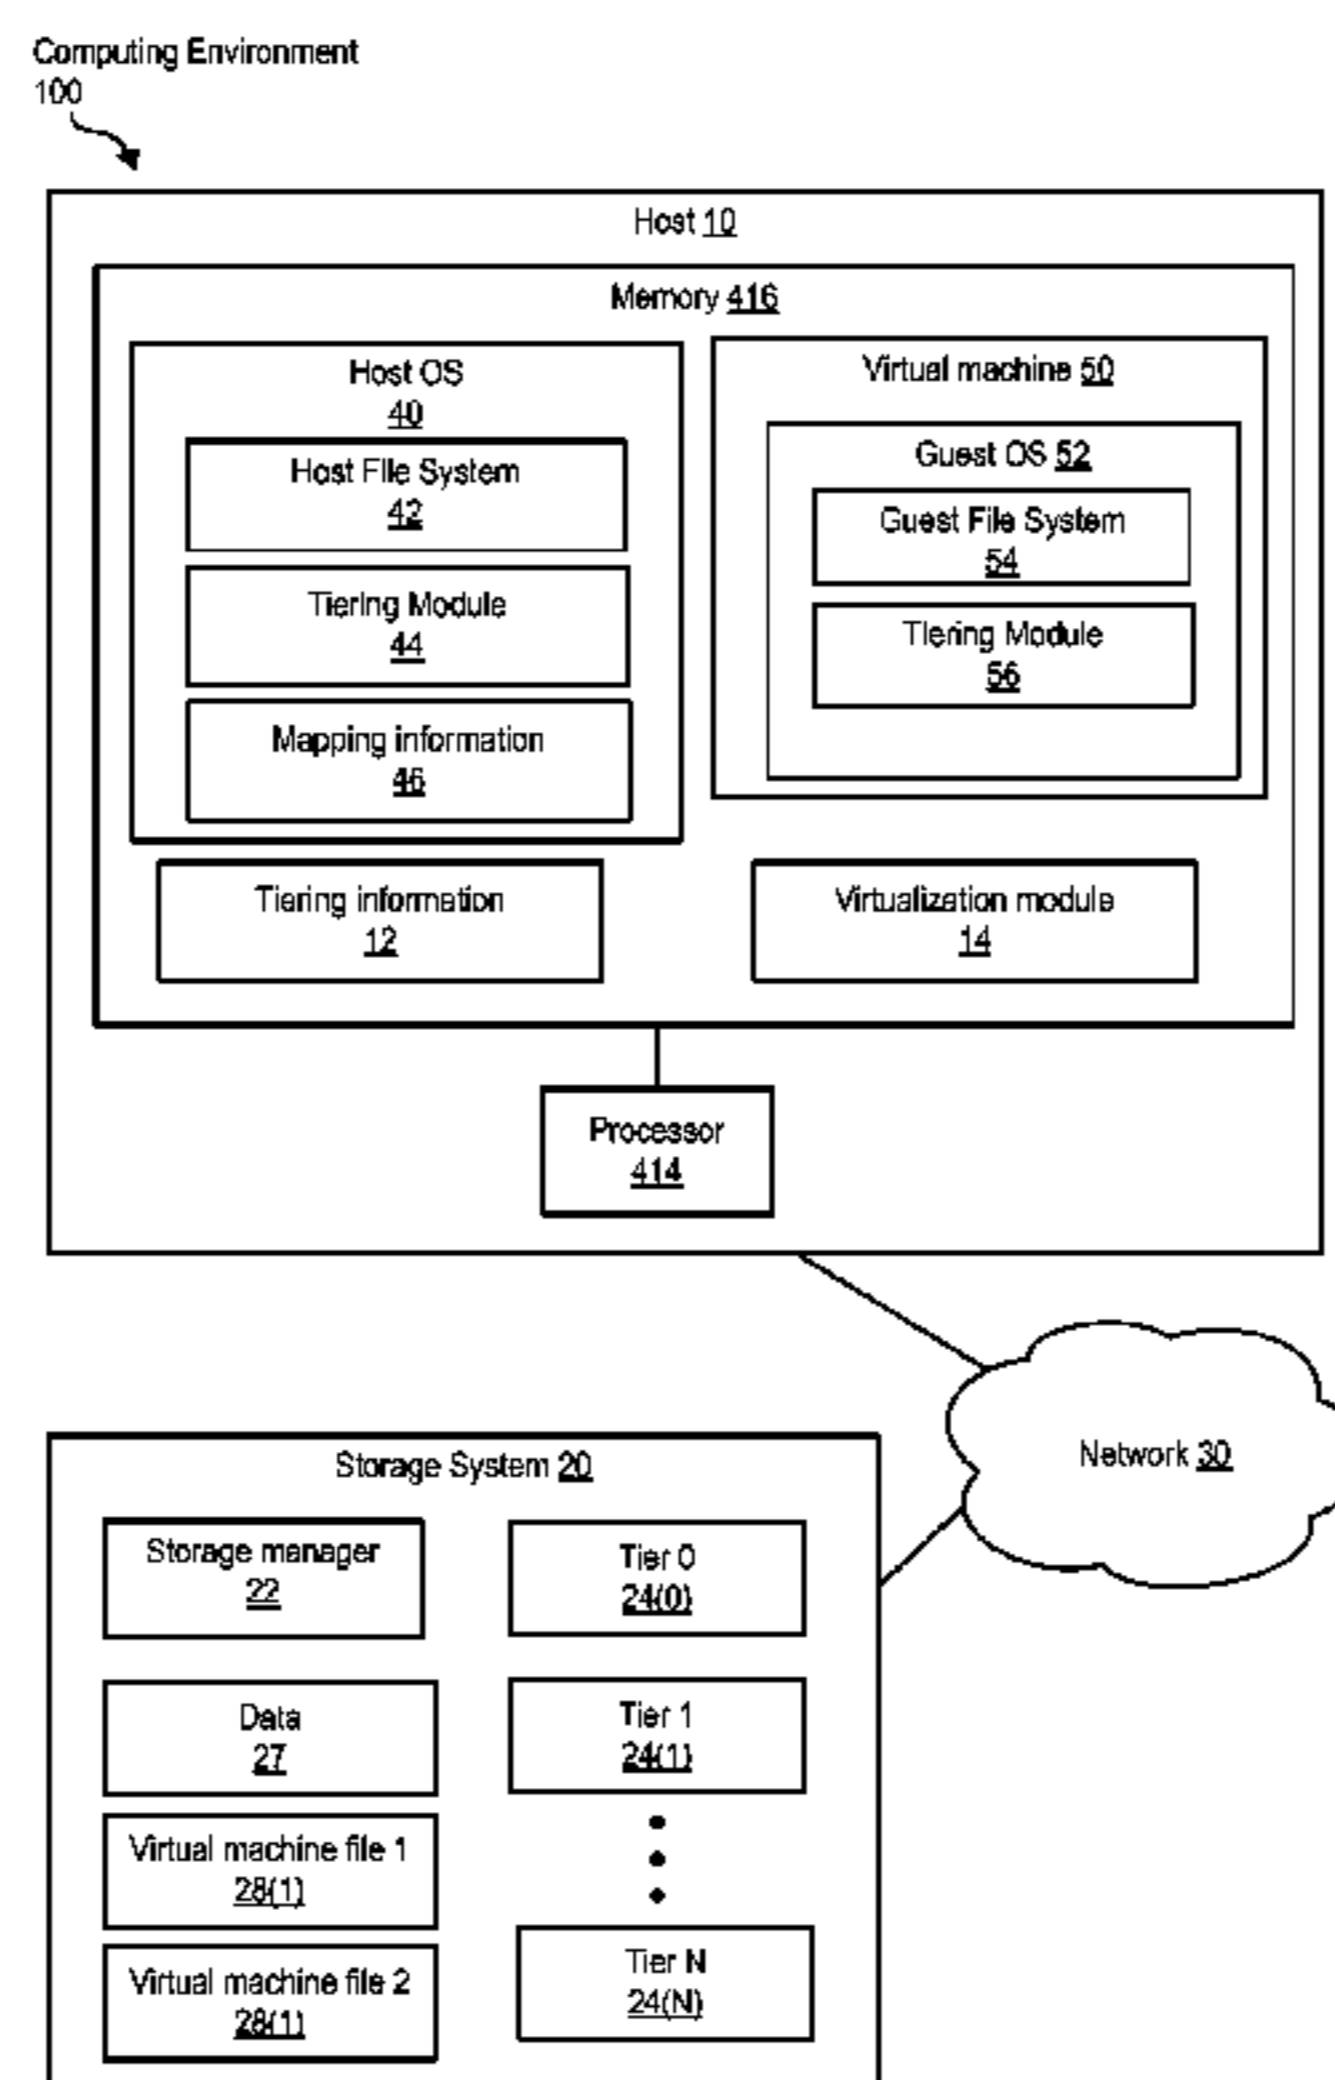 Computing Environment
100
Host 10
Memory 416
Host OS
40
Host File System
42
Tiering Module
44
Mapping information
46
Virtual machine 50
Guest OS 52
Guest File System
54
Tiering Module
56
Tiering information
12
Virtualization module
14
Processor
414
Network 30
Storage System 20
Storage manager
22
Data
27
Virtual machine file 1
28(1)
Virtual machine file 2
28(1)
Tier 0
24(0)
Tier 1
24(1)
Tier N
24(N)